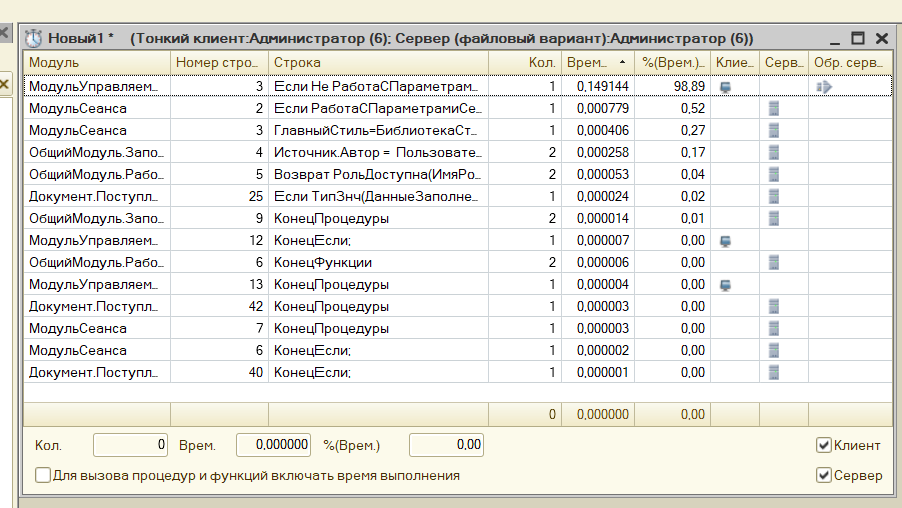 Новый1 * (Тонкий клиент:Администратор (6); Сервер (файловый вариант):Администратор (6))
Модуль Номер стро... Строка Кол. Врем... %(Врем.)... Клие... Серв... Обр. серв...
МодульУправляем... 3 Если Не РаботаСПараметрам... 1 0,149144 98,89
МодульСеанса 2 Если РаботаСПараметрамиСе... 1 0,000779 0,52
МодульСеанса 3 ГлавныйСтиль=БиблиотекаСт... 1 0,000406 0,27
ОбщийМодуль.Запо... 4 Источник.Автор = Пользовате... 2 0,000258 0,17
ОбщийМодуль.Рабо... 5 Возврат РольДоступна(ИмяРо... 2 0,000053 0,04
Документ.Поступл... 25 Если ТипЗнч(ДанныеЗаполне... 1 0,000024 0,02
ОбщийМодуль.Запо... 9 КонецПроцедуры 2 0,000014 0,01
МодульУправляем... 12 КонецЕсли; 1 0,000007 0,00
ОбщийМодуль.Рабо... 6 КонецФункции 2 0,000006 0,00
МодульУправляем... 13 КонецПроцедуры 1 0,000004 0,00
Документ.Поступл... 42 КонецПроцедуры 1 0,000003 0,00
МодульСеанса 7 КонецПроцедуры 1 0,000003 0,00
МодульСеанса 6 КонецЕсли; 1 0,000002 0,00
Документ.Поступл... 40 КонецЕсли; 1 0,000001 0,00
0 0,000000 0,00
Кол. 0 Врем. 0,000000 %(Врем.) 0,00 Клиент
Для вызова процедур и функций включать время выполнения Сервер